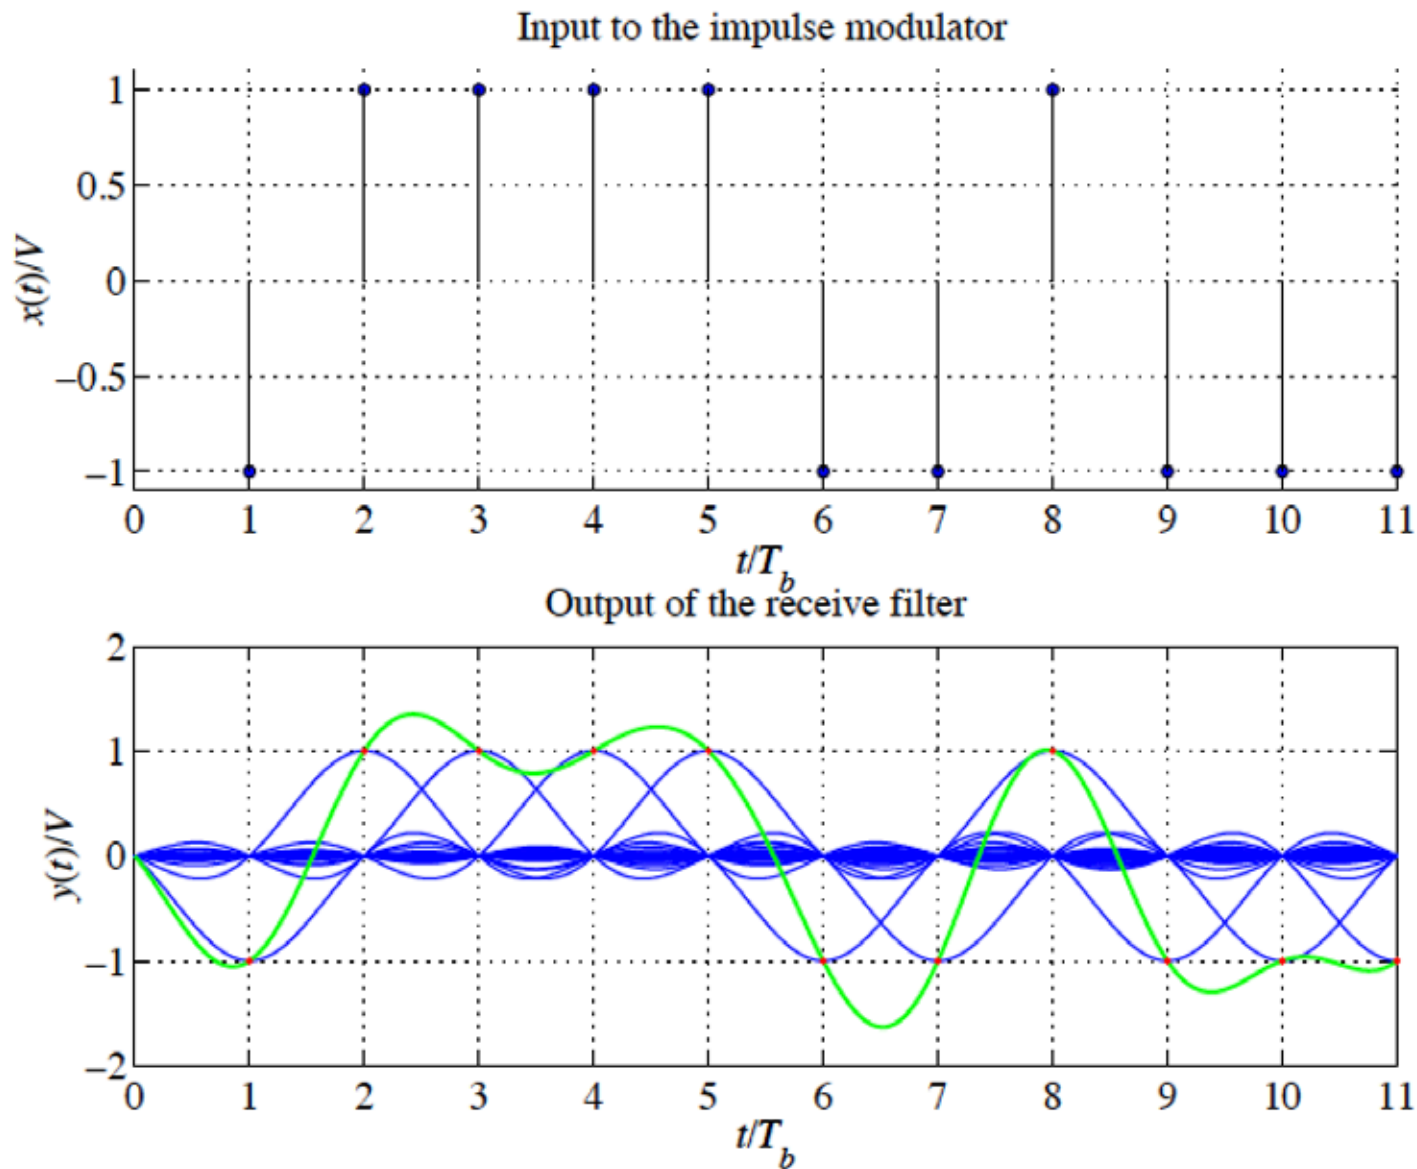 Input to the impulse modulator
1
0.5
0
−0.5
−1
x(t)/V
0 1 2 3 4 5 6 7 8 9 10 11
t/T_b
Output of the receive filter
2
1
0
−1
−2
y(t)/V
0 1 2 3 4 5 6 7 8 9 10 11
t/T_b